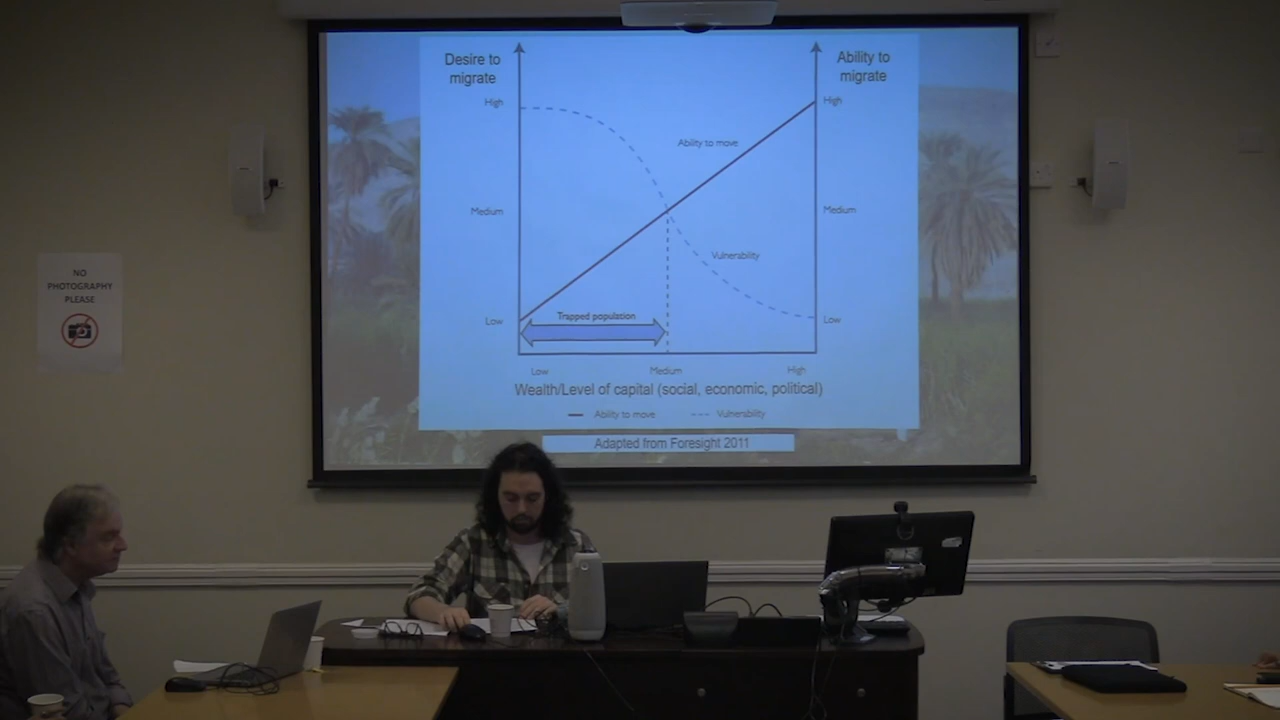 Desire to
migrate
Ability to
migrate
High
High
Ability to move
Medium
Medium
Vulnerability
Trapped population
Low
Low
Low
Medium
High
Wealth/Level of capital (social, economic, political)
Ability to move
Vulnerability
Adapted from Foresight 2011
NO
PHOTOGRAPHY
PLEASE